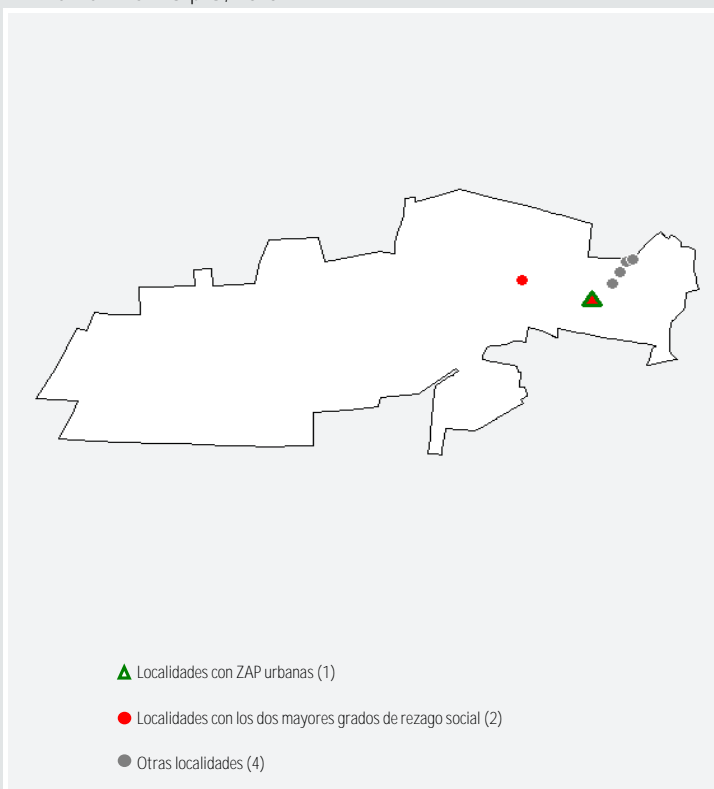 Localidades con ZAP urbanas (1)
Localidades con los dos mayores grados de rezago social (2)
Otras localidades (4)